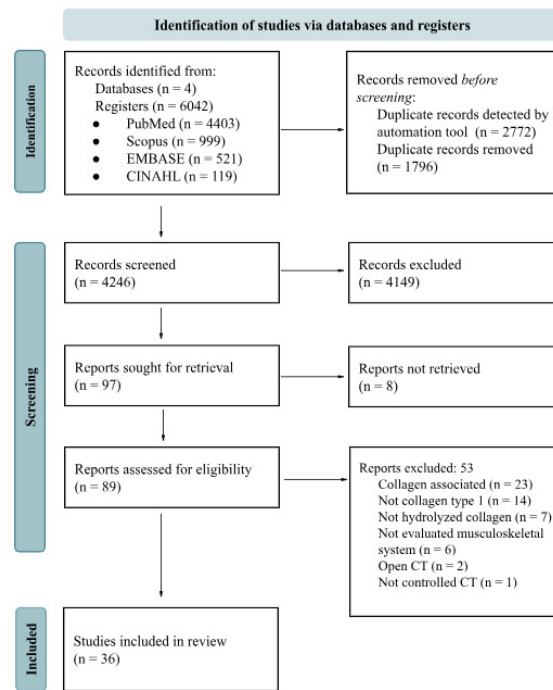 Identification of studies via databases and registers
Identification
Records identified from:
Databases (n = 4)
Registers (n = 6042)
● PubMed (n = 4403)
● Scopus (n = 999)
● EMBASE (n = 521)
● CINAHL (n = 119)
Records removed before
screening:
Duplicate records detected by
automation tool (n = 2772)
Duplicate records removed
(n = 1796)
Screening
Records screened
(n = 4246)
Records excluded
(n = 4149)
Reports sought for retrieval
(n = 97)
Reports not retrieved
(n = 8)
Reports assessed for eligibility
(n = 89)
Reports excluded: 53
Collagen associated (n = 23)
Not collagen type 1 (n = 14)
Not hydrolyzed collagen (n = 7)
Not evaluated musculoskeletal
system (n = 6)
Open CT (n = 2)
Not controlled CT (n = 1)
Included
Studies included in review
(n = 36)